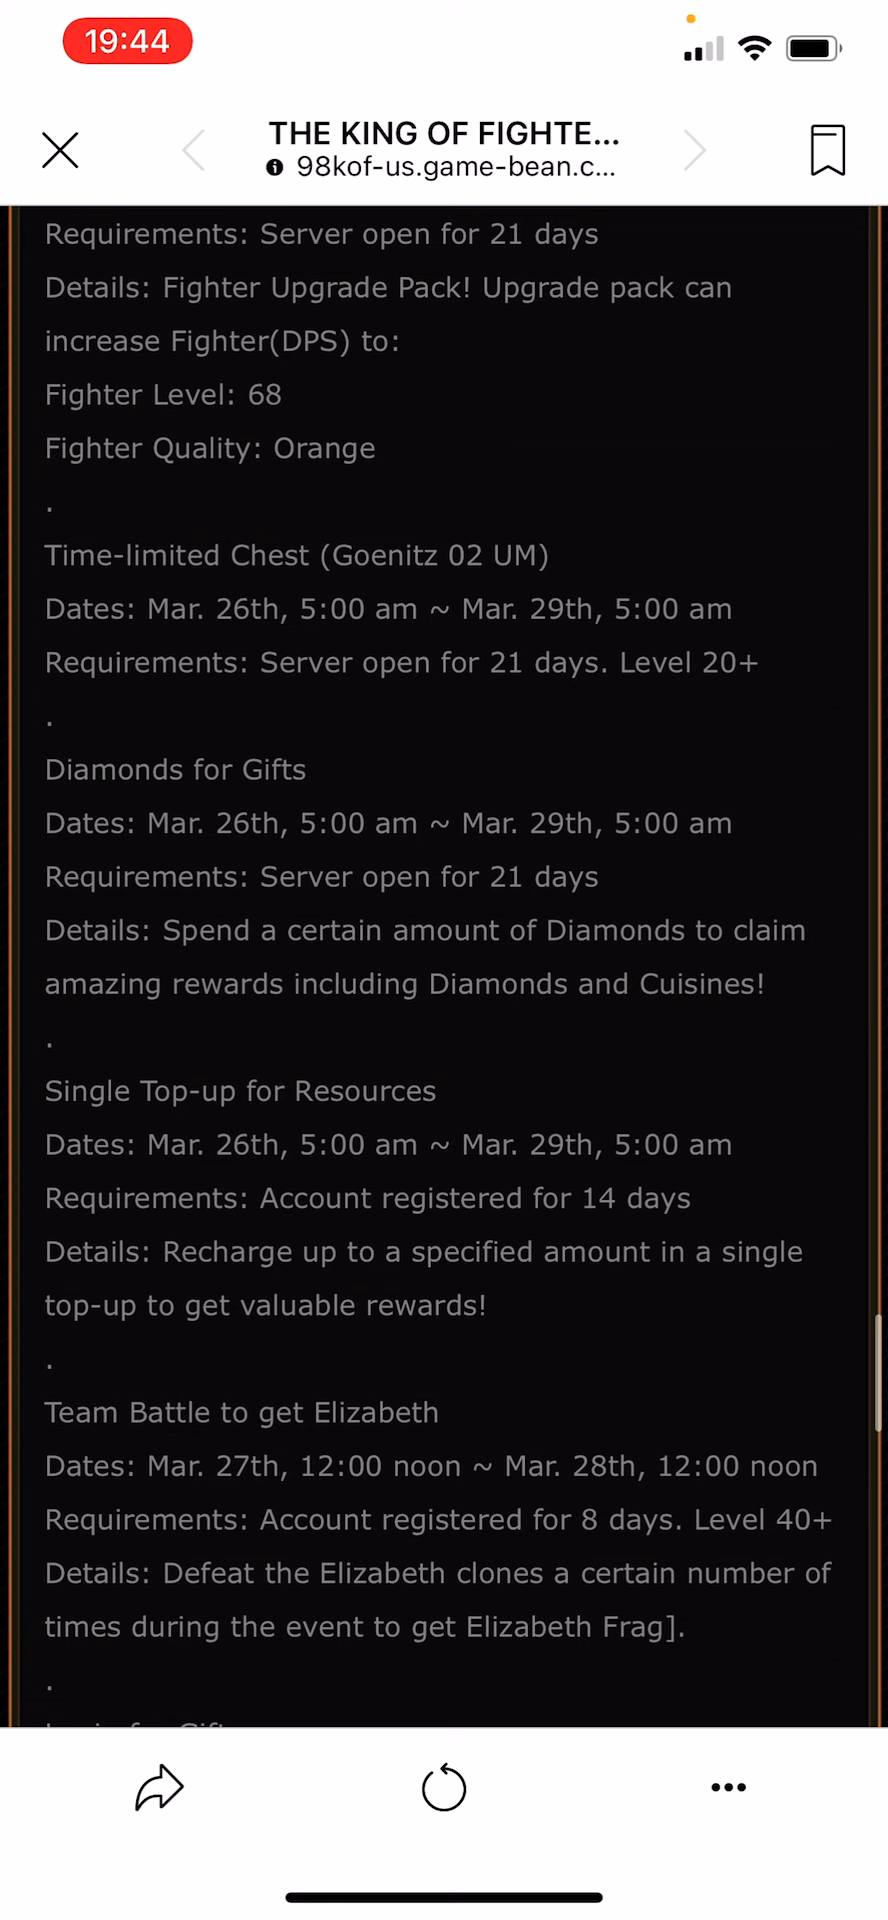 19:44
THE KING OF FIGHTE...
98kof-us.game-bean.c...
Requirements: Server open for 21 days
Details: Fighter Upgrade Pack! Upgrade pack can
increase Fighter(DPS) to:
Fighter Level: 68
Fighter Quality: Orange
.
Time-limited Chest (Goenitz 02 UM)
Dates: Mar. 26th, 5:00 am ~ Mar. 29th, 5:00 am
Requirements: Server open for 21 days. Level 20+
.
Diamonds for Gifts
Dates: Mar. 26th, 5:00 am ~ Mar. 29th, 5:00 am
Requirements: Server open for 21 days
Details: Spend a certain amount of Diamonds to claim
amazing rewards including Diamonds and Cuisines!
.
Single Top-up for Resources
Dates: Mar. 26th, 5:00 am ~ Mar. 29th, 5:00 am
Requirements: Account registered for 14 days
Details: Recharge up to a specified amount in a single
top-up to get valuable rewards!
.
Team Battle to get Elizabeth
Dates: Mar. 27th, 12:00 noon ~ Mar. 28th, 12:00 noon
Requirements: Account registered for 8 days. Level 40+
Details: Defeat the Elizabeth clones a certain number of
times during the event to get Elizabeth Frag].
.